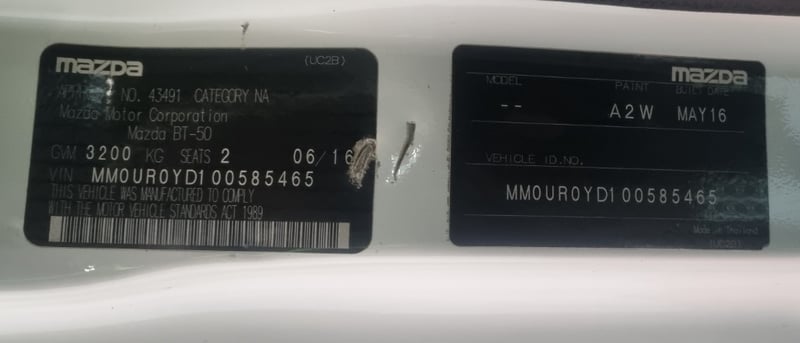 mazda
(UC2B)
APPROVAL NO. 43491 CATEGORY NA
Mazda Motor Corporation
Mazda BT-50
GVM 3200 KG SEATS 2 06/16
VIN MM0UR0YD100585465
THIS VEHICLE WAS MANUFACTURED TO COMPLY
WITH THE MOTOR VEHICLE STANDARDS ACT 1989
mazda
MODEL PAINT BUILT DATE
-- A2W MAY16
VEHICLE ID.NO.
MM0UR0YD100585465
Made in Thailand
(UC2B)